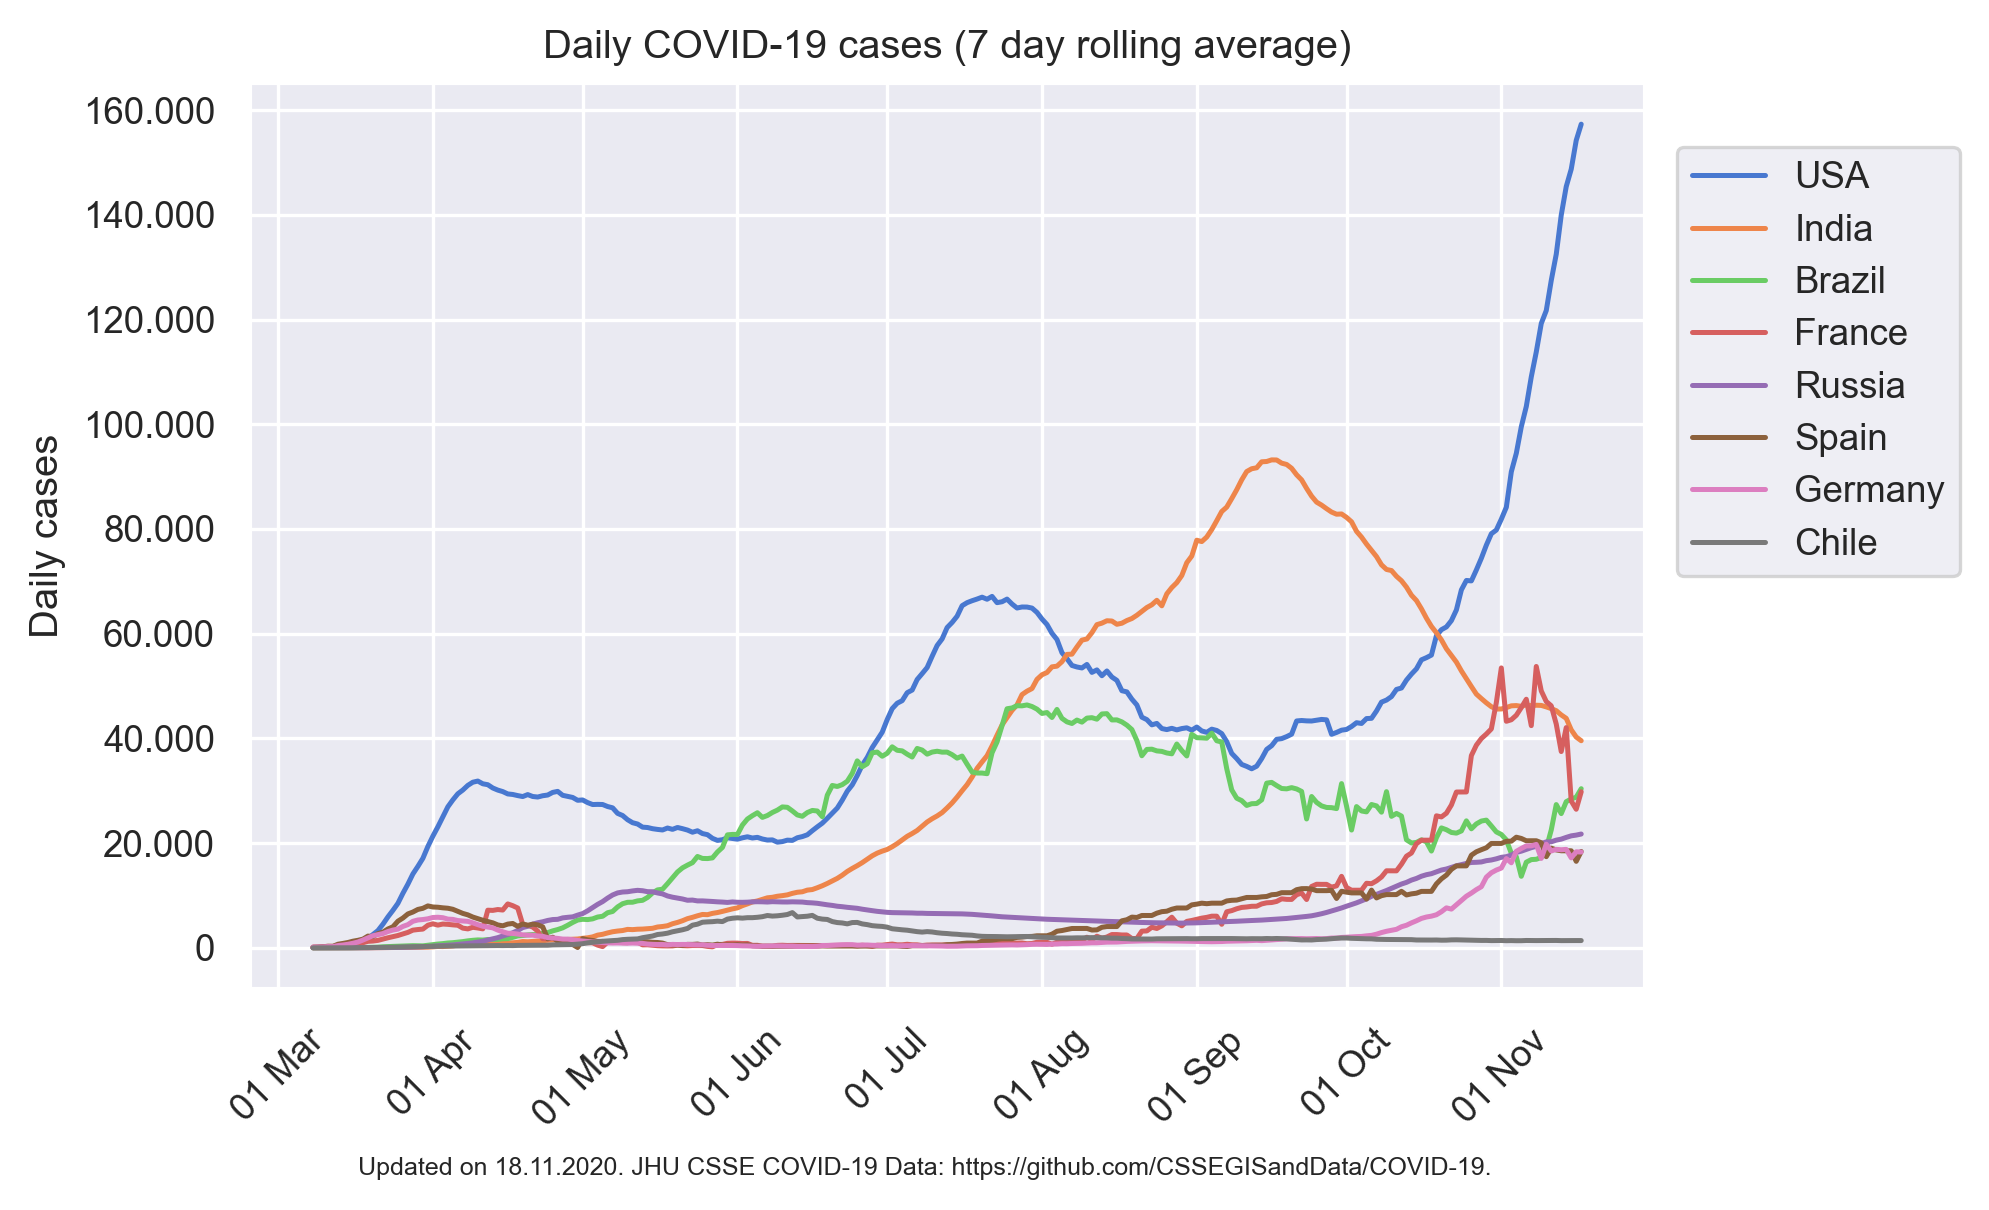 Daily COVID-19 cases (7 day rolling average)
160.000
140.000
120.000
100.000
80.000
60.000
40.000
20.000
0
Daily cases
USA
India
Brazil
France
Russia
Spain
Germany
Chile
01 Mar
01 Apr
01 May
01 Jun
01 Jul
01 Aug
01 Sep
01 Oct
01 Nov
Updated on 18.11.2020. JHU CSSE COVID-19 Data: https://github.com/CSSEGISandData/COVID-19.